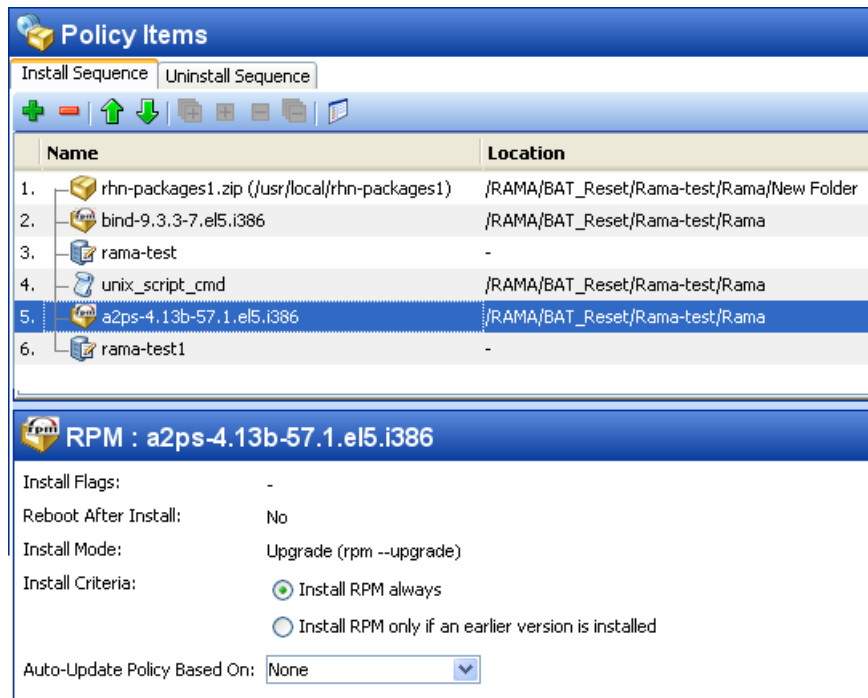 Policy Items
Install Sequence Uninstall Sequence
Name Location
1. rhn-packages1.zip (/usr/local/rhn-packages1) /RAMA/BAT_Reset/Rama-test/Rama/New Folder
2. rpm bind-9.3.3-7.el5.i386 /RAMA/BAT_Reset/Rama-test/Rama
3. rama-test -
4. unix_script_cmd /RAMA/BAT_Reset/Rama-test/Rama
5. rpm a2ps-4.13b-57.1.el5.i386 /RAMA/BAT_Reset/Rama-test/Rama
6. rama-test1 -
rpm RPM : a2ps-4.13b-57.1.el5.i386
Install Flags: -
Reboot After Install: No
Install Mode: Upgrade (rpm --upgrade)
Install Criteria: Install RPM always
Install RPM only if an earlier version is installed
Auto-Update Policy Based On: None